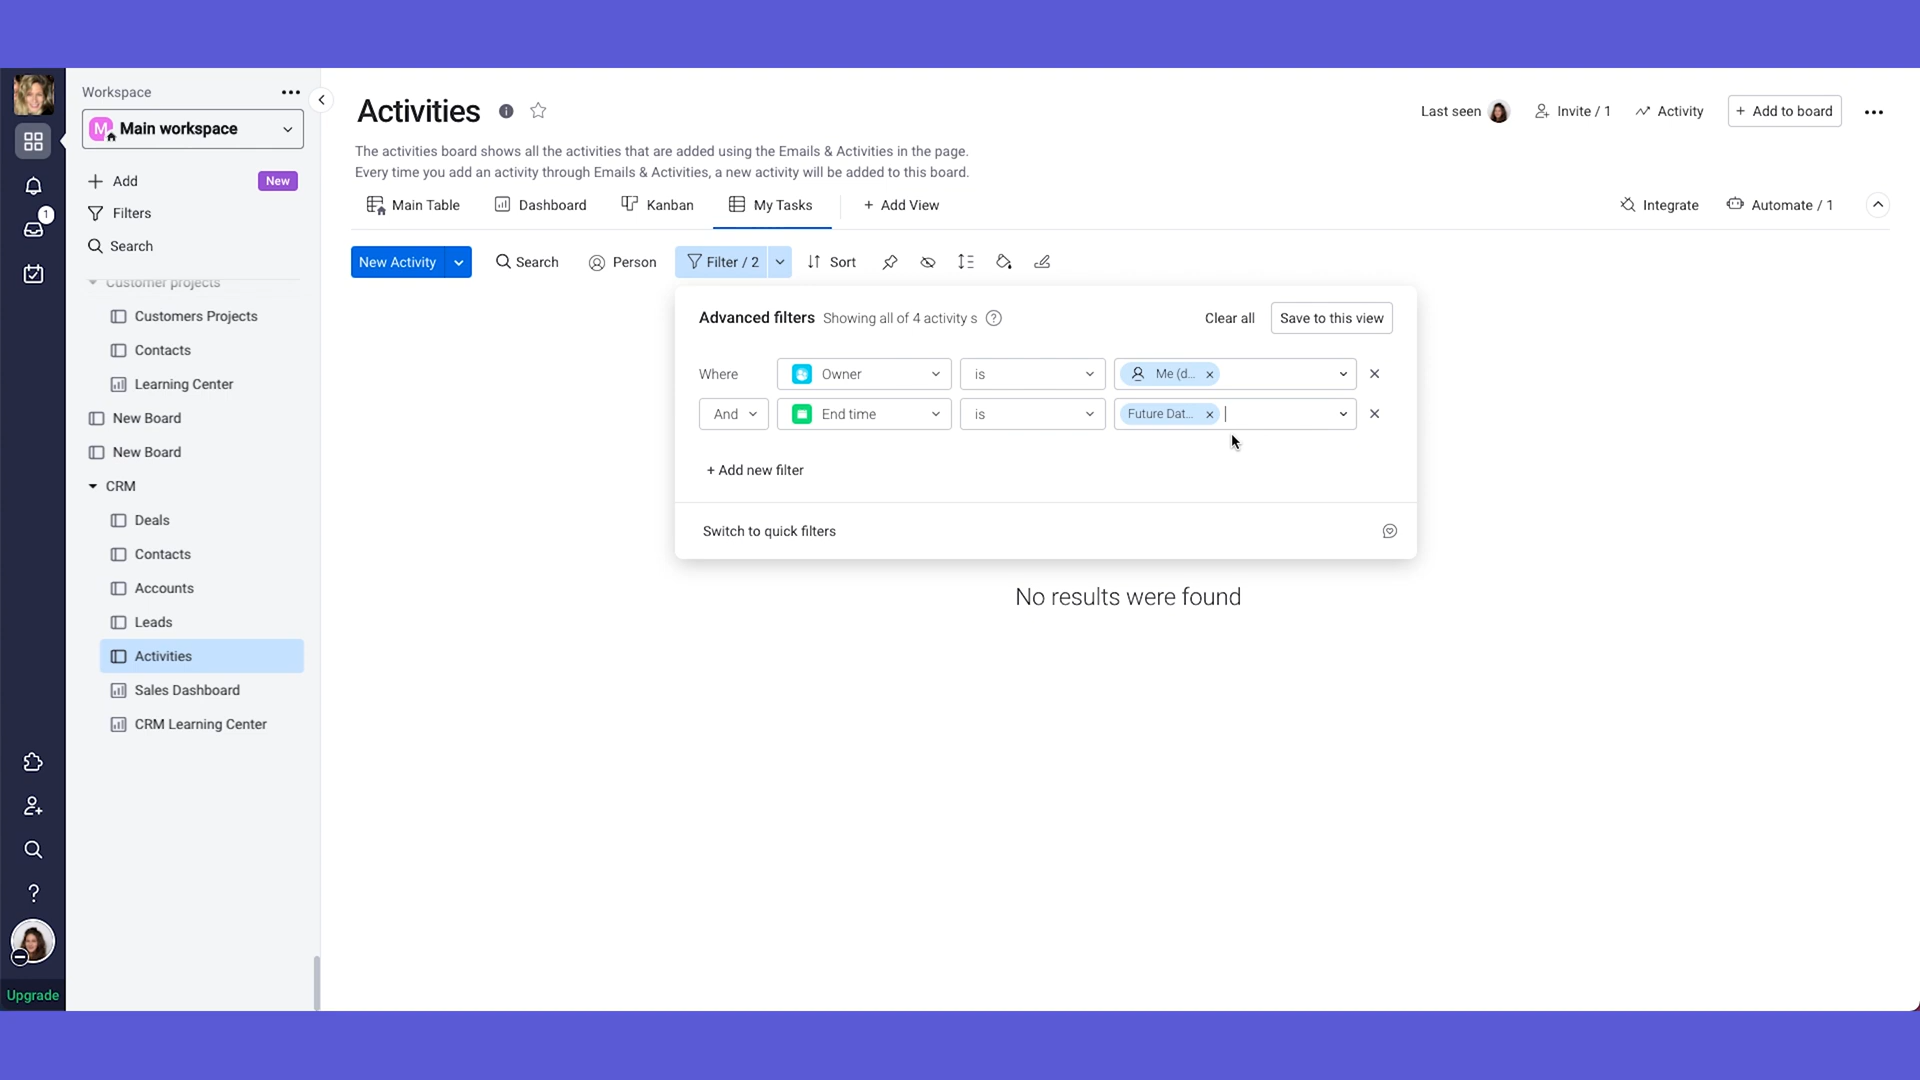 Workspace
M Main workspace
+ Add New
Filters
Search
Customer projects
Customers Projects
Contacts
Learning Center
New Board
New Board
CRM
Deals
Contacts
Accounts
Leads
Activities
Sales Dashboard
CRM Learning Center
1
?
Upgrade
Activities
Last seen
Invite / 1
Activity
+ Add to board
The activities board shows all the activities that are added using the Emails & Activities in the page.
Every time you add an activity through Emails & Activities, a new activity will be added to this board.
Main Table
Dashboard
Kanban
My Tasks
+ Add View
Integrate
Automate / 1
New Activity
Search
Person
Filter / 2
Sort
Advanced filters Showing all of 4 activity s ?
Clear all
Save to this view
Where Owner is Me (d...
And End time is Future Dat...
+ Add new filter
Switch to quick filters
No results were found